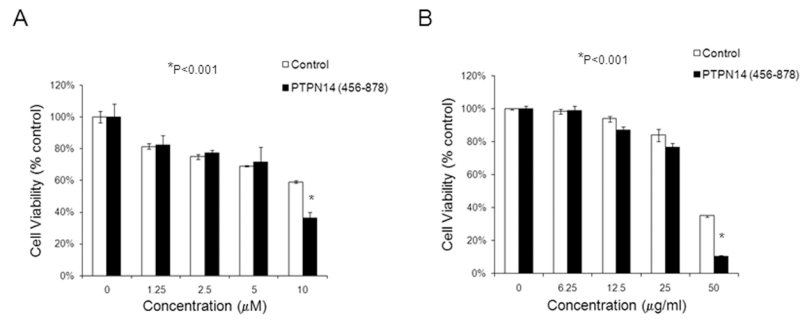 A
*P<0.001
Control
PTPN14 (456-878)
120%
100%
80%
60%
40%
20%
0%
Cell Viability (% control)
*
0 1.25 2.5 5 10
Concentration (μM)
B
*P<0.001
Control
PTPN14 (456-878)
120%
100%
80%
60%
40%
20%
0%
Cell Viability (% control)
*
0 6.25 12.5 25 50
Concentration (μg/ml)